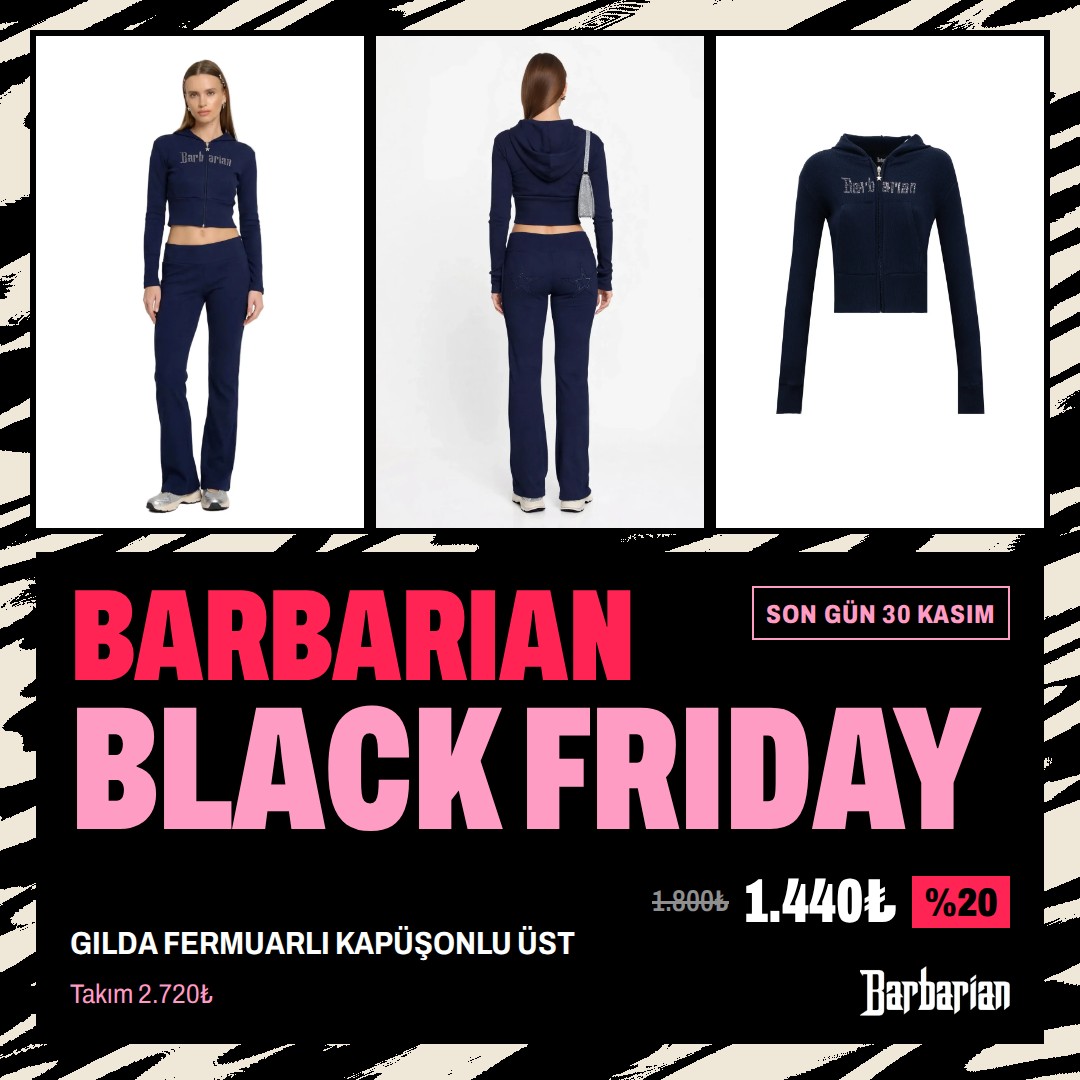 Barbarian
Barbarian
BARBARIAN
SON GÜN 30 KASIM
BLACK FRIDAY
1.800₺ 1.440₺ %20
GILDA FERMUARLI KAPÜŞONLU ÜST
Takım 2.720₺
Barbarian